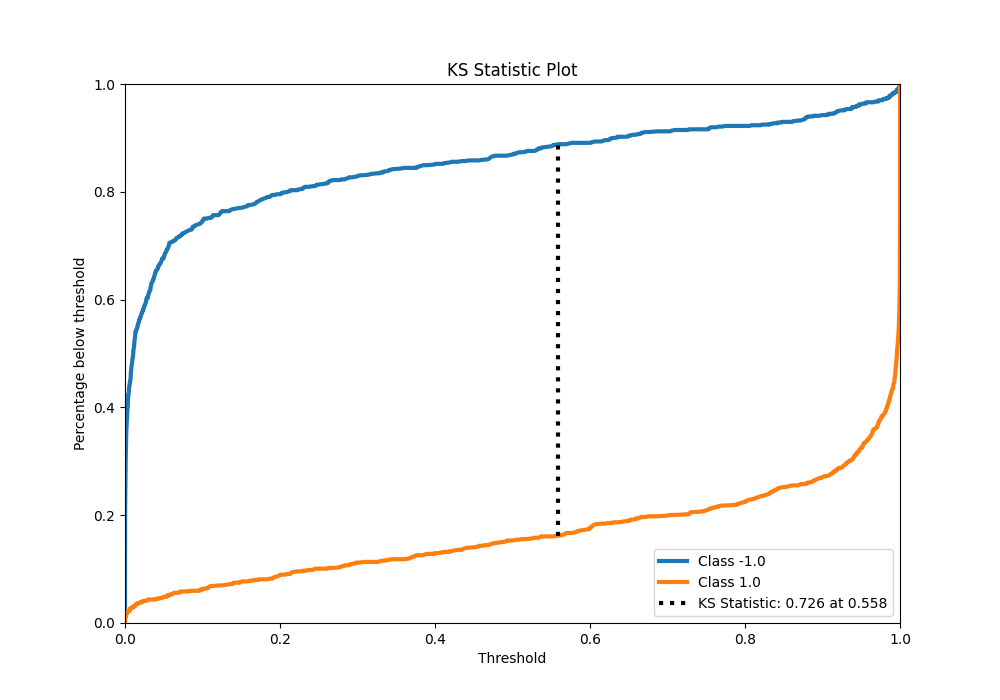 KS Statistic Plot
1.0
0.8
0.6
0.4
0.2
0.0
Percentage below threshold
0.0 0.2 0.4 0.6 0.8 1.0
Threshold
Class -1.0
Class 1.0
KS Statistic: 0.726 at 0.558